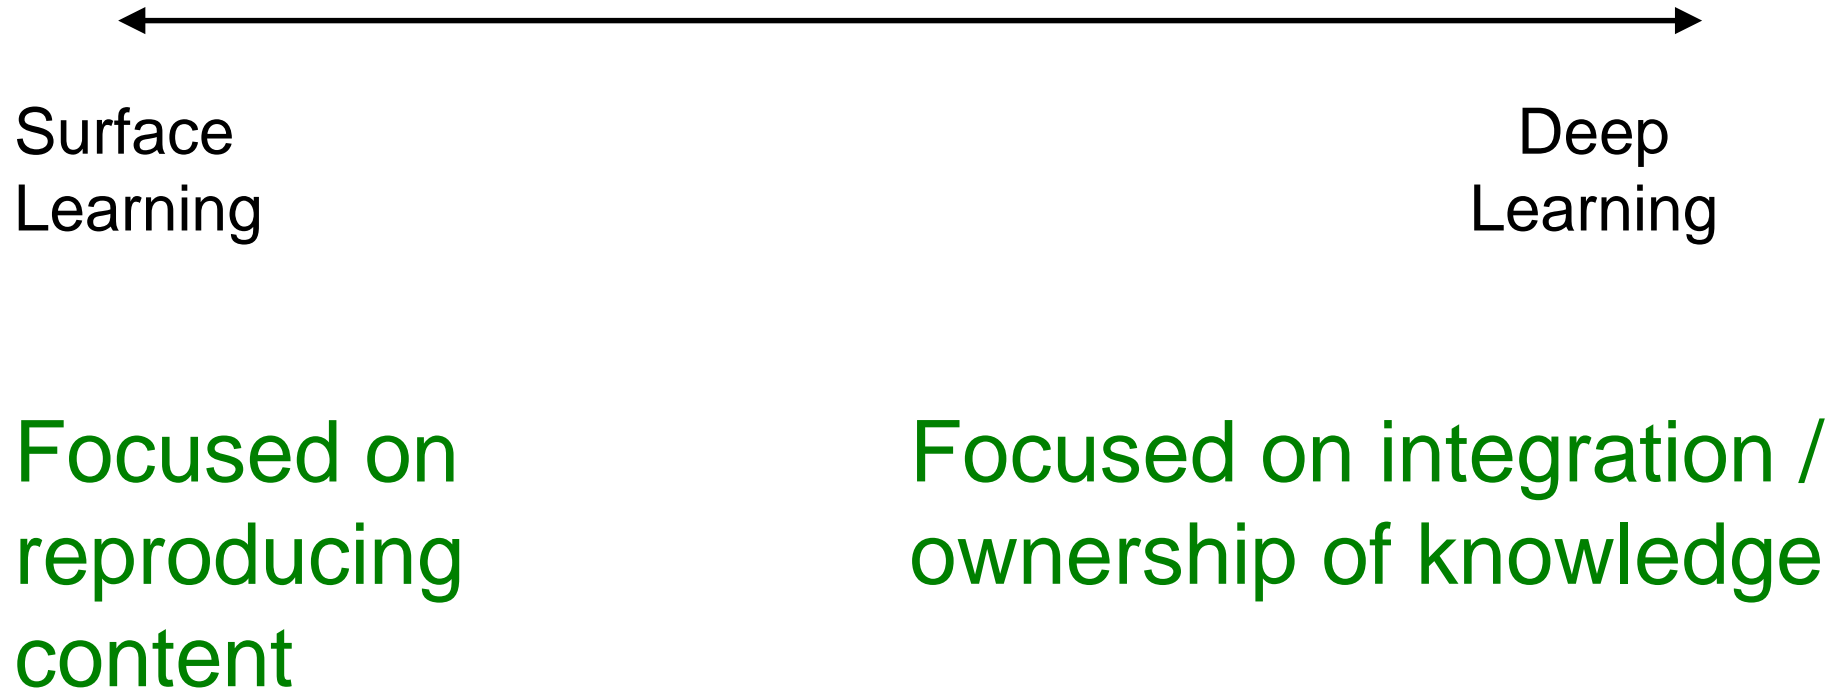 Surface
Learning
Deep
Learning
Focused on
reproducing
content
Focused on integration /
ownership of knowledge